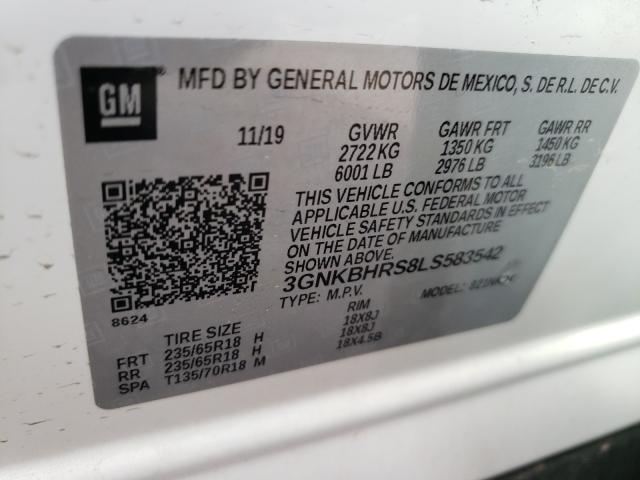 GM ® MFD BY GENERAL MOTORS DE MEXICO, S. DE R.L. DE C.V.
11/19 GVWR GAWR FRT GAWR RR
2722 KG 1350 KG 1450 KG
6001 LB 2976 LB 3196 LB
THIS VEHICLE CONFORMS TO ALL
APPLICABLE U.S. FEDERAL MOTOR
VEHICLE SAFETY STANDARDS IN EFFECT
ON THE DATE OF MANUFACTURE
SHOWN ABOVE.
3GNKBHRS8LS583542
TYPE: M.P.V. MODEL:
8624
TIRE SIZE RIM
FRT 235/65R18 H 18X8J
RR 235/65R18 H 18X8J
SPA T135/70R18 M 18X4.5B